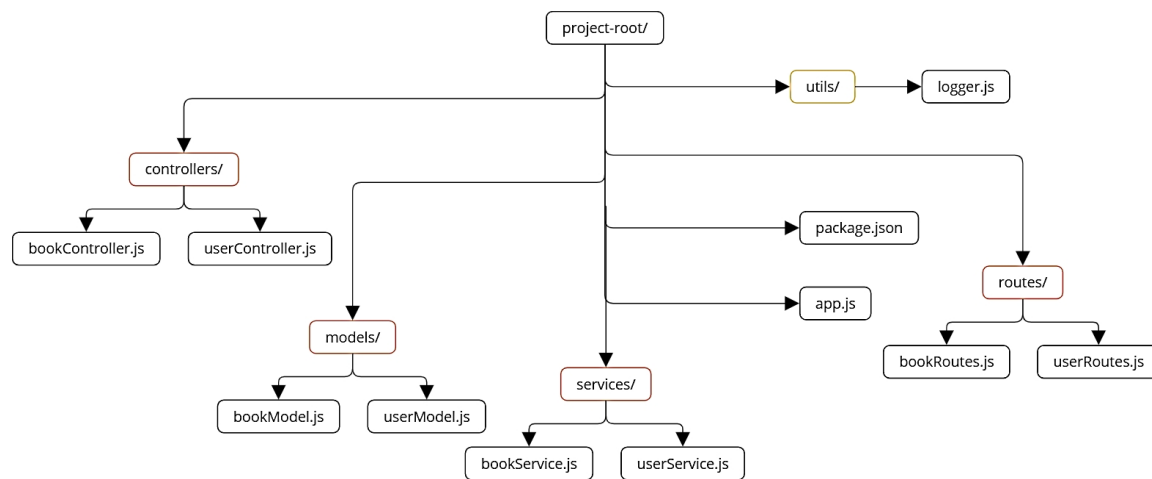 project-root/
utils/
logger.js
controllers/
bookController.js
userController.js
package.json
routes/
app.js
models/
bookRoutes.js
userRoutes.js
services/
bookModel.js
userModel.js
bookService.js
userService.js